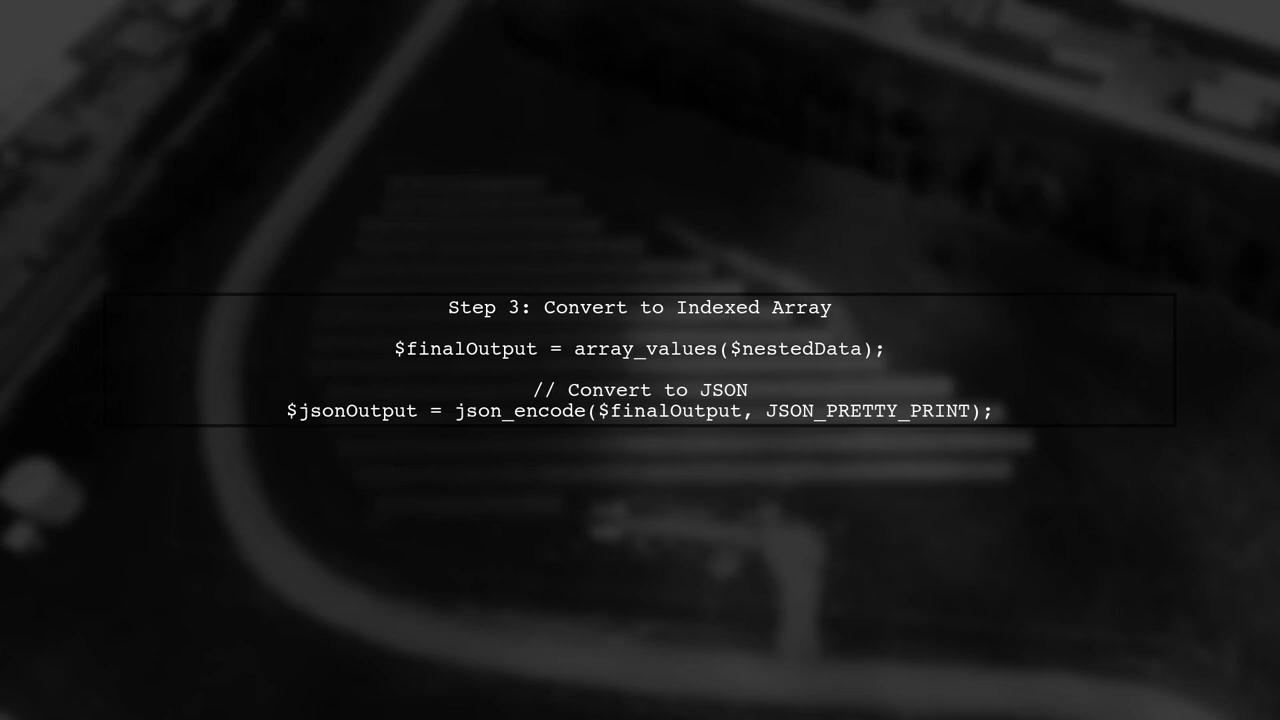 Step 3: Convert to Indexed Array
$finalOutput = array_values($nestedData);
// Convert to JSON
$jsonOutput = json_encode($finalOutput, JSON_PRETTY_PRINT);